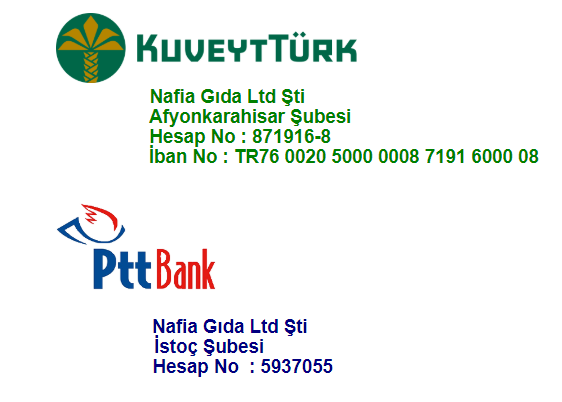 KUVEYTTÜRK
Nafia Gıda Ltd Şti
Afyonkarahisar Şubesi
Hesap No : 871916-8
İban No : TR76 0020 5000 0008 7191 6000 08
PttBank
Nafia Gıda Ltd Şti
İstoç Şubesi
Hesap No : 5937055